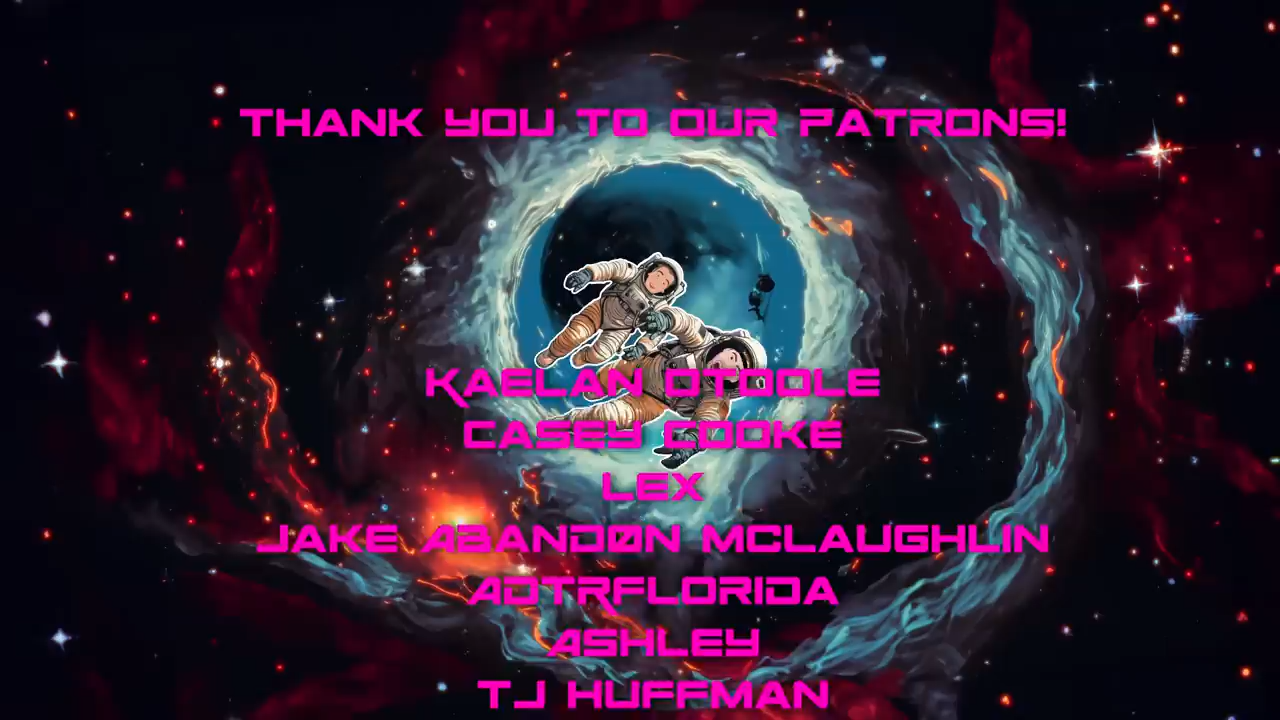 THANK YOU TO OUR PATRONS!
KAELAN OTOOLE
CASEY COOKE
LEX
JAKE ABANDØN MCLAUGHLIN
ADTRFLORIDA
ASHLEY
TJ HUFFMAN